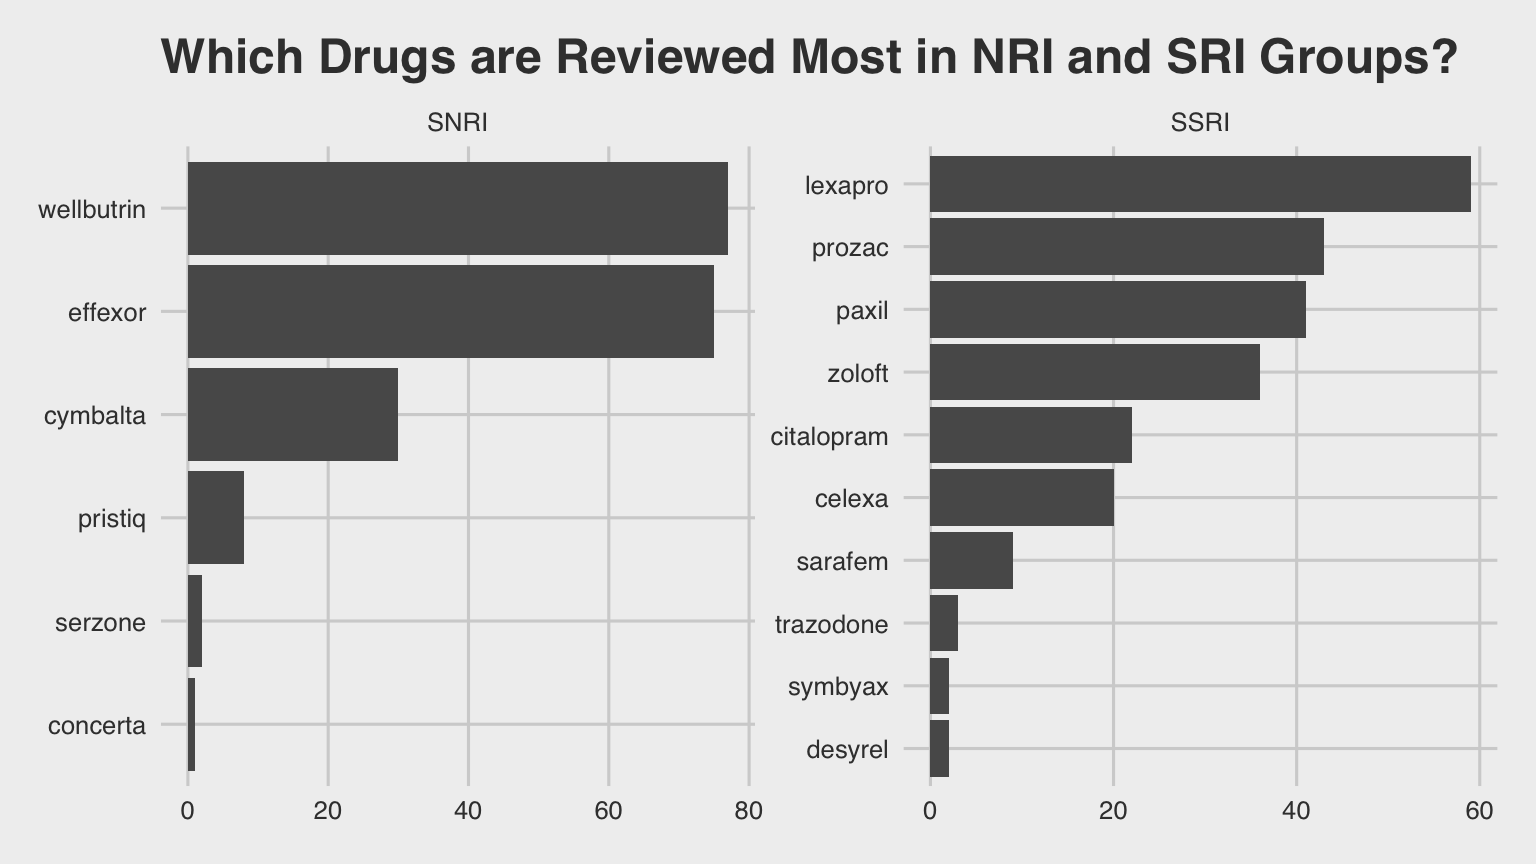 Which Drugs are Reviewed Most in NRI and SRI Groups?
SNRI
wellbutrin
effexor
cymbalta
pristiq
serzone
concerta
0 20 40 60 80
SSRI
lexapro
prozac
paxil
zoloft
citalopram
celexa
sarafem
trazodone
symbyax
desyrel
0 20 40 60